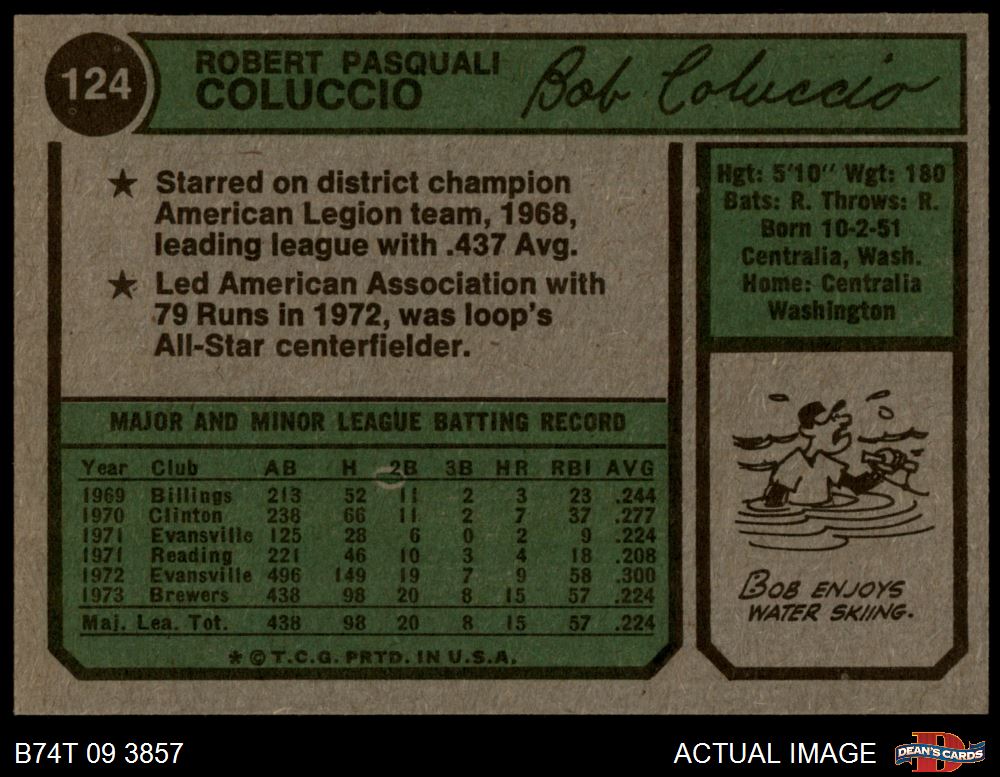 124
ROBERT PASQUALI
COLUCCIO
Bob Coluccio
★ Starred on district champion
American Legion team, 1968,
leading league with .437 Avg.
★ Led American Association with
79 Runs in 1972, was loop's
All-Star centerfielder.
Hgt: 5'10" Wgt: 180
Bats: R. Throws: R.
Born 10-2-51
Centralia, Wash.
Home: Centralia
Washington
MAJOR AND MINOR LEAGUE BATTING RECORD
Year Club AB H 2B 3B HR RBI AVG
1969 Billings 213 52 11 2 3 23 .244
1970 Clinton 238 66 11 2 7 37 .277
1971 Evansville 125 28 6 0 2 9 .224
1971 Reading 221 46 10 3 4 18 .208
1972 Evansville 496 149 19 7 9 58 .300
1973 Brewers 438 98 20 8 15 57 .224
Maj. Lea. Tot. 438 98 20 8 15 57 .224
* © T.C.G. PRTD. IN U.S.A.
BOB ENJOYS
WATER SKIING.
B74T 09 3857
ACTUAL IMAGE
DEAN'S CARDS